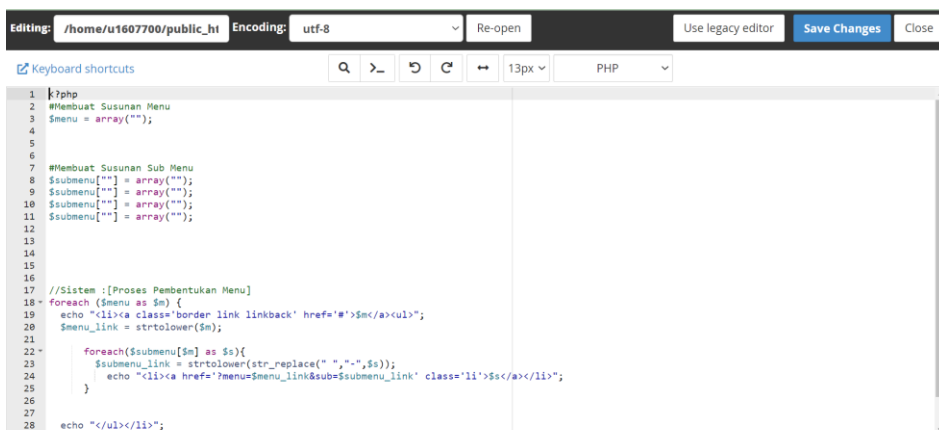 Editing: /home/u1607700/public_ht Encoding: utf-8 Re-open Use legacy editor Save Changes Close
Keyboard shortcuts >_ 13px PHP
1 <?php
2 #Membuat Susunan Menu
3 $menu = array("");
4
5
6
7 #Membuat Susunan Sub Menu
8 $submenu[""] = array("");
9 $submenu[""] = array("");
10 $submenu[""] = array("");
11 $submenu[""] = array("");
12
13
14
15
16
17 //Sistem :[Proses Pembentukan Menu]
18 foreach ($menu as $m) {
19 echo "<li><a class='border link linkback' href='#'>$m</a><ul>";
20 $menu_link = strtolower($m);
21
22 foreach($submenu[$m] as $s){
23 $submenu_link = strtolower(str_replace(" ","-",$s));
24 echo "<li><a href='?menu=$menu_link&sub=$submenu_link' class='li'>$s</a></li>";
25 }
26
27
28 echo "</ul></li>";